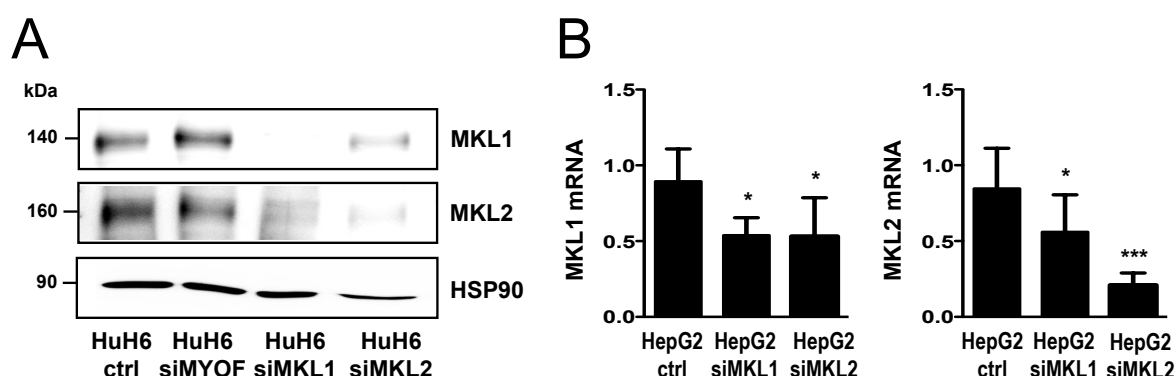 A
kDa
140
MKL1
160
MKL2
90
HSP90
HuH6 HuH6 HuH6 HuH6
ctrl siMYOF siMKL1 siMKL2
B
MKL1 mRNA
1.5
1.0
0.5
0.0
*
*
HepG2 HepG2 HepG2
ctrl siMKL1 siMKL2
MKL2 mRNA
1.5
1.0
0.5
0.0
*
***
HepG2 HepG2 HepG2
ctrl siMKL1 siMKL2